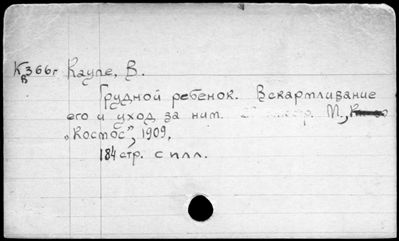 К366г Каупе, В.
в
Грудной ребенок. Вскармливание
его и уход за ним. М.,
„Космос", 1909.
184 стр. с илл.